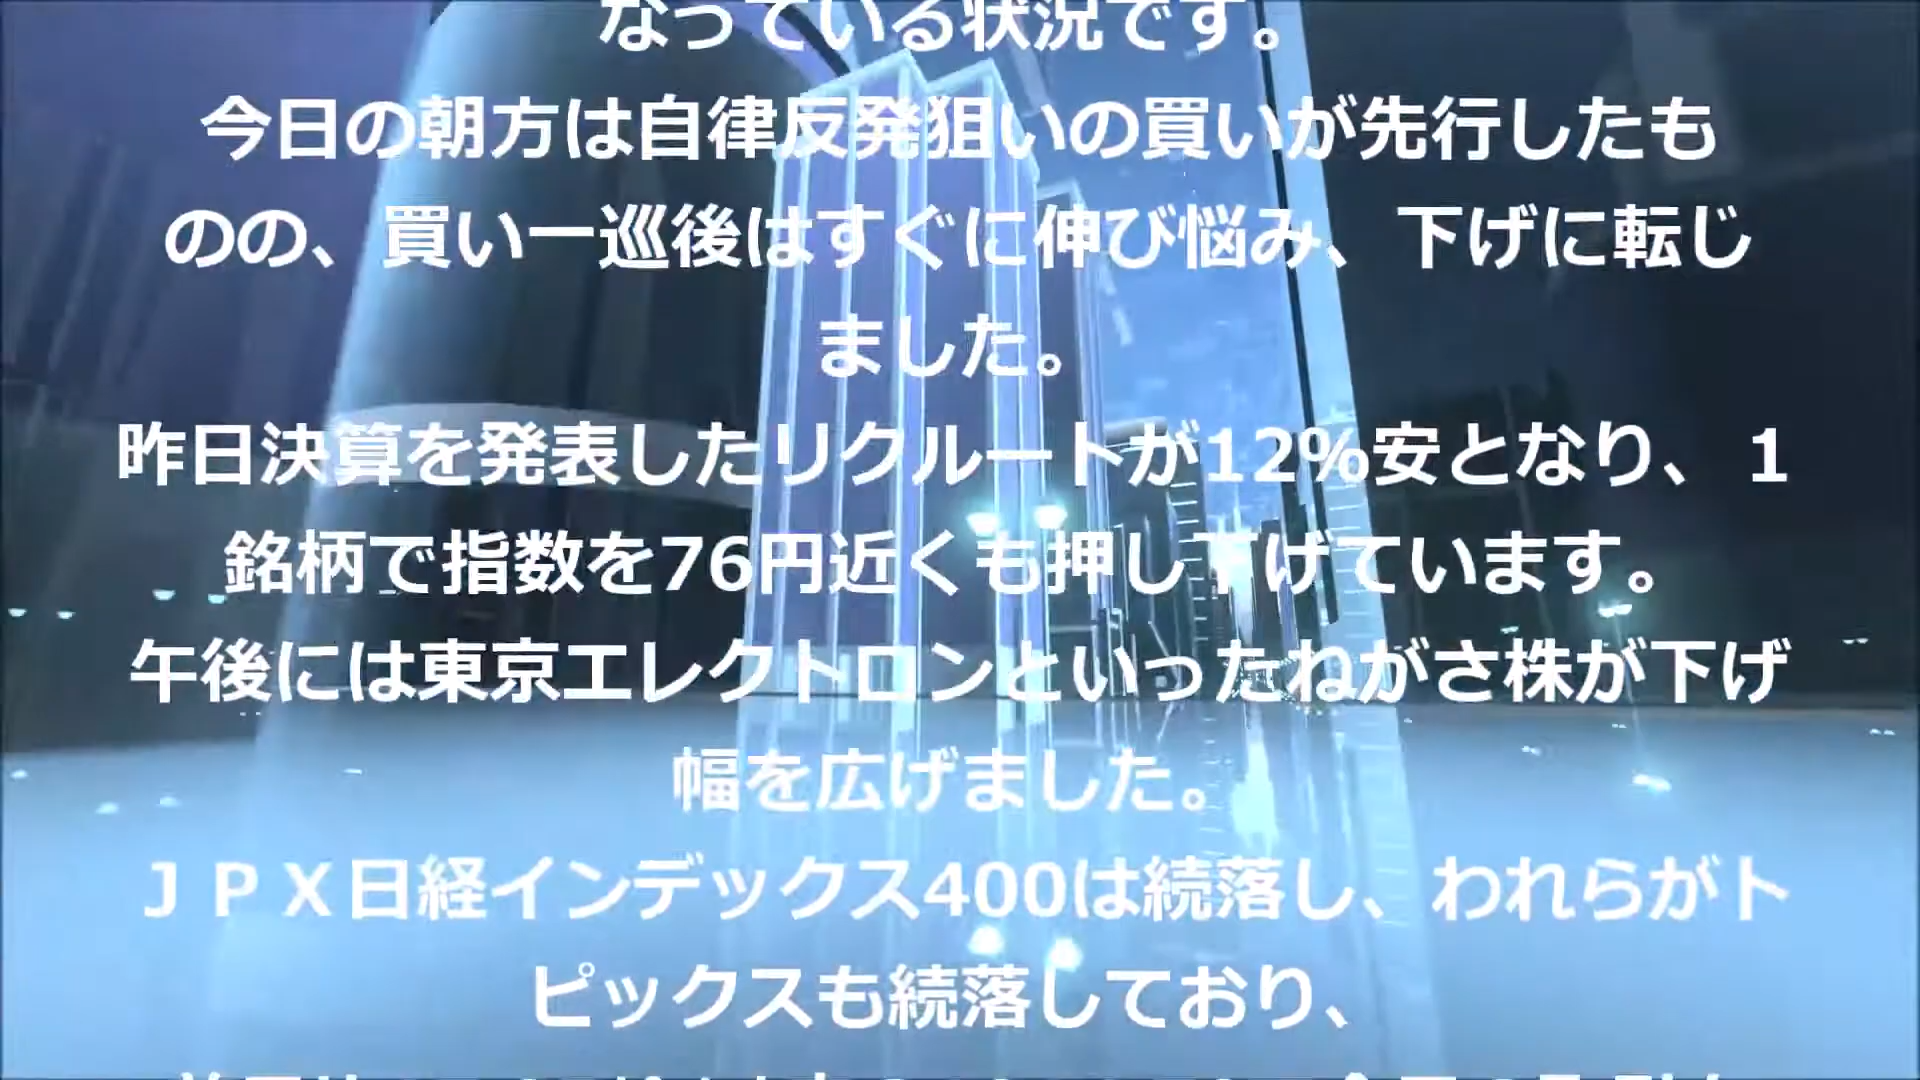 なっている状況です。
今日の朝方は自律反発狙いの買いが先行したも
のの、買い一巡後はすぐに伸び悩み、下げに転じ
ました。
昨日決算を発表したリクルートが12%安となり、１
銘柄で指数を76円近くも押し下げています。
午後には東京エレクトロンといったねがさ株が下げ
幅を広げました。
ＪＰＸ日経インデックス400は続落し、われらがト
ピックスも続落しており、